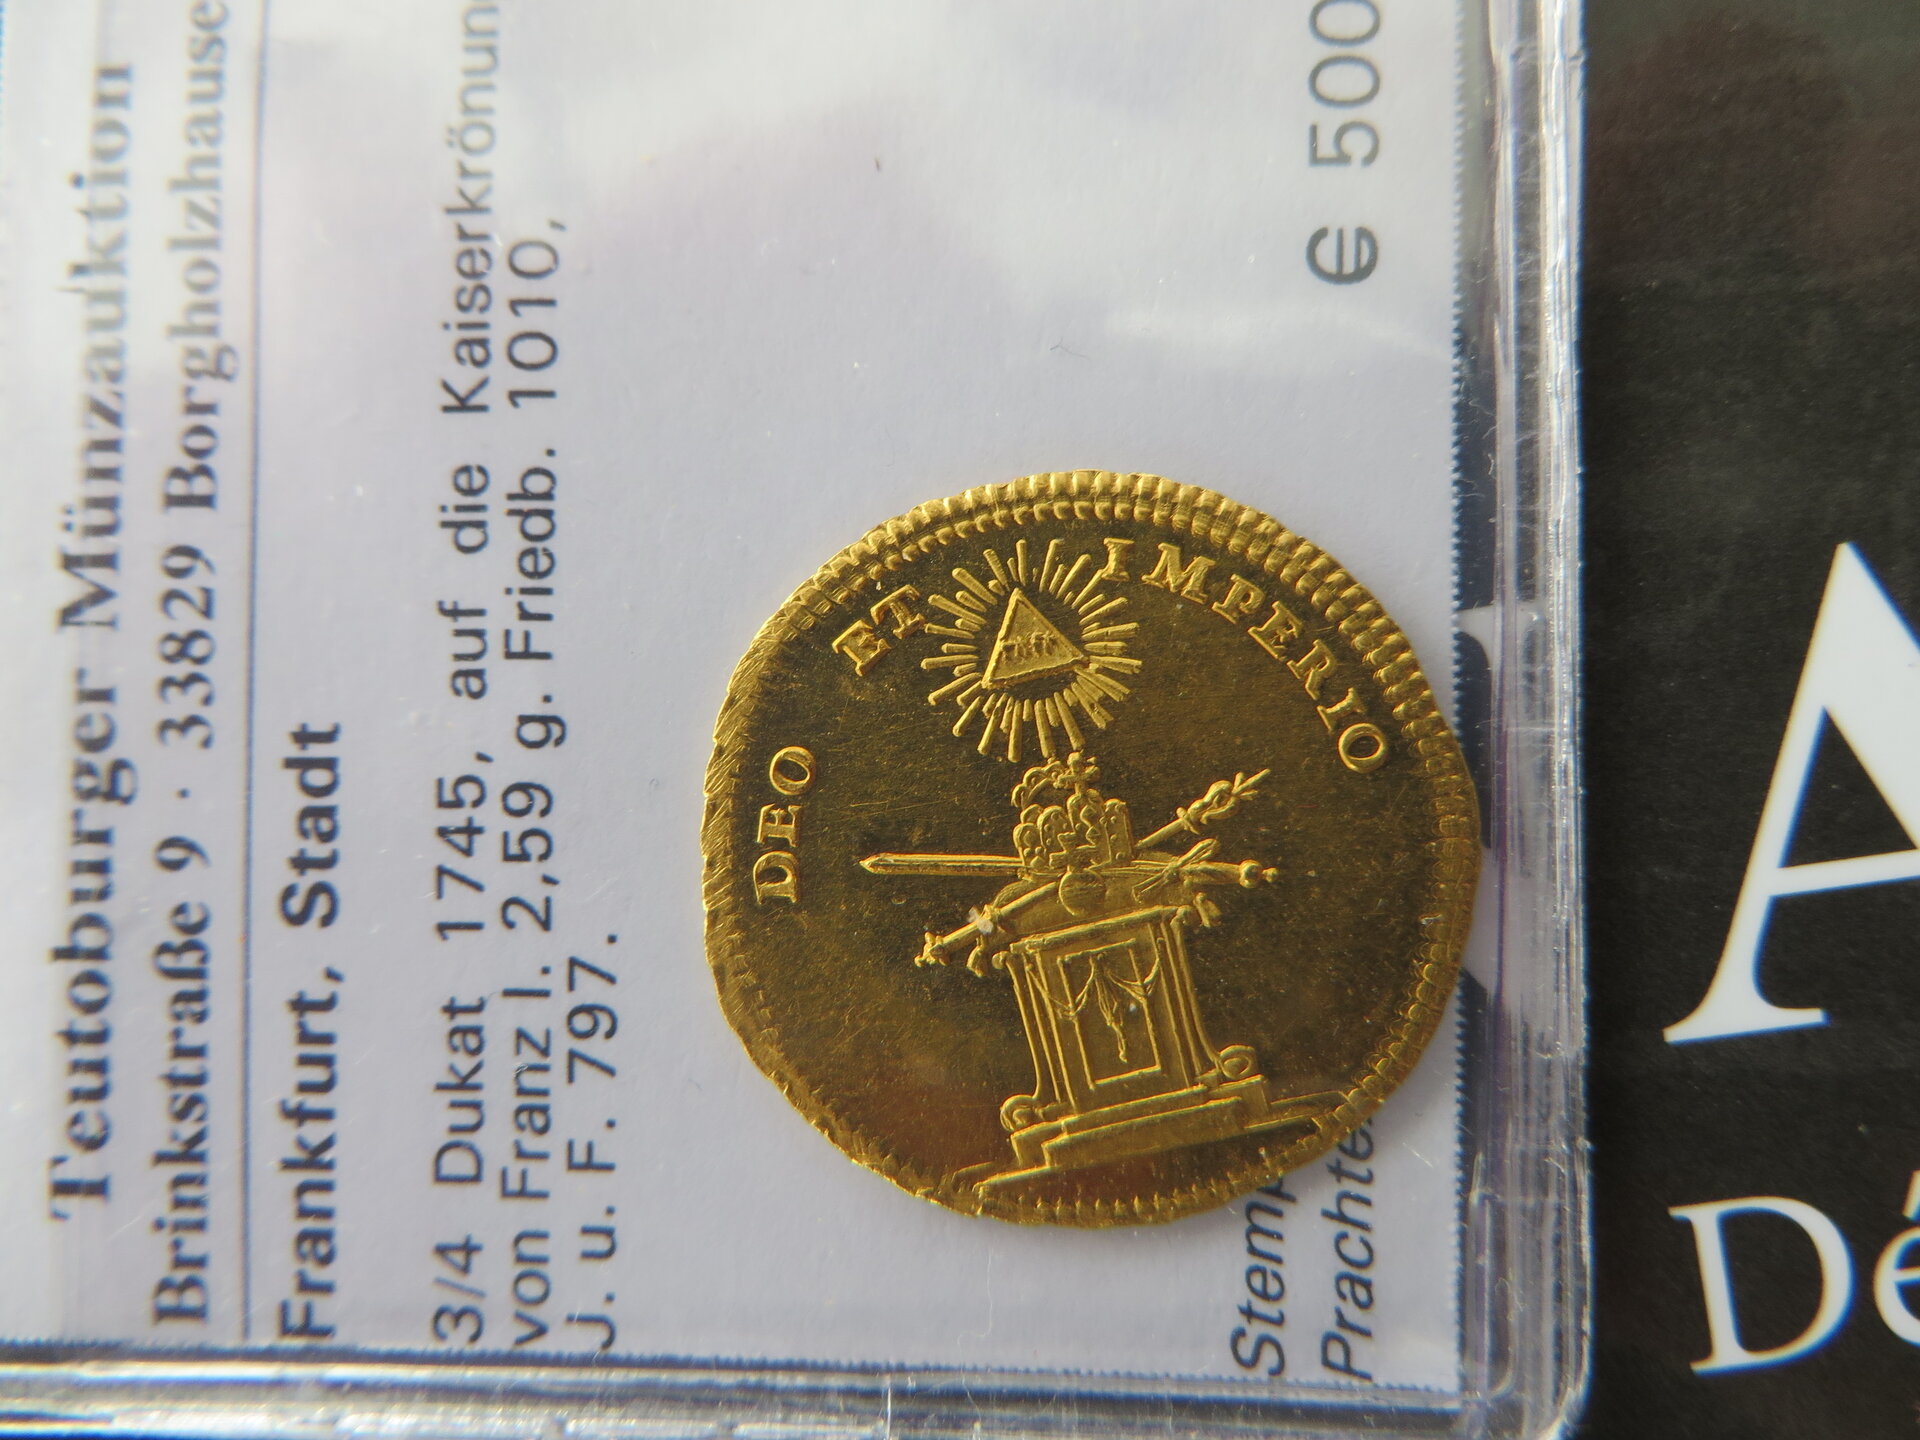 Teutoburger Münzauktion
Brinkstraße 9 · 33829 Borgholzhause
Frankfurt, Stadt
3/4 Dukat 1745, auf die Kaiserkrönun
von Franz I. 2,59 g. Friedb. 1010,
J. u. F. 797.
Stemp
Prachte
€ 500
DEO ET IMPERIO
A
Dé